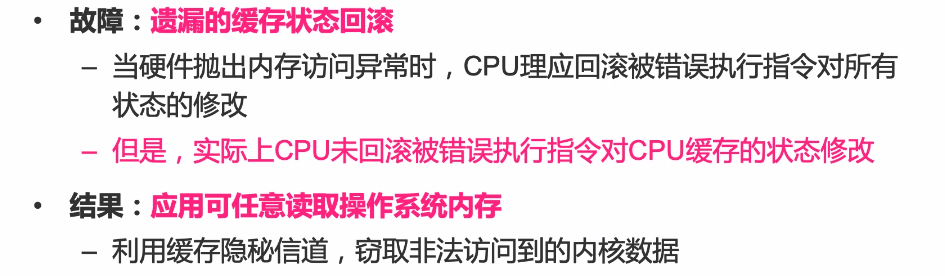 • 故障：遗漏的缓存状态回滚
– 当硬件抛出内存访问异常时，CPU理应回滚被错误执行指令对所有
状态的修改
– 但是，实际上CPU未回滚被错误执行指令对CPU缓存的状态修改
• 结果：应用可任意读取操作系统内存
– 利用缓存隐秘信道，窃取非法访问到的内核数据